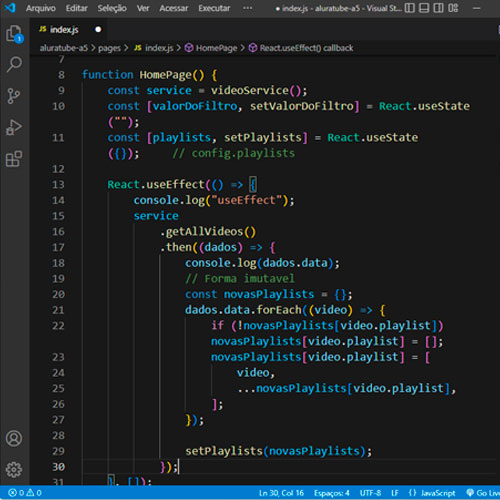 Arquivo Editar Seleção Ver Acessar Executar ··· ● index.js - aluratube-a5 - Visual St...
JS index.js ●
aluratube-a5 > pages > JS index.js > HomePage > React.useEffect() callback
7
8 function HomePage() {
9 const service = videoService();
10 const [valorDoFiltro, setValorDoFiltro] = React.useState
("");
11 const [playlists, setPlaylists] = React.useState
({}); // config.playlists
12
13 React.useEffect(() => {
14 console.log("useEffect");
15 service
16 .getAllVideos()
17 .then((dados) => {
18 console.log(dados.data);
19 // Forma imutavel
20 const novasPlaylists = {};
21 dados.data.forEach((video) => {
22 if (!novasPlaylists[video.playlist])
novasPlaylists[video.playlist] = [];
23 novasPlaylists[video.playlist] = [
24 video,
25 ...novasPlaylists[video.playlist],
26 ];
27 });
28
29 setPlaylists(novasPlaylists);
30 });
31 }, []);
1
0 0 Ln 30, Col 16 Espaços: 4 UTF-8 LF {} JavaScript Go Live